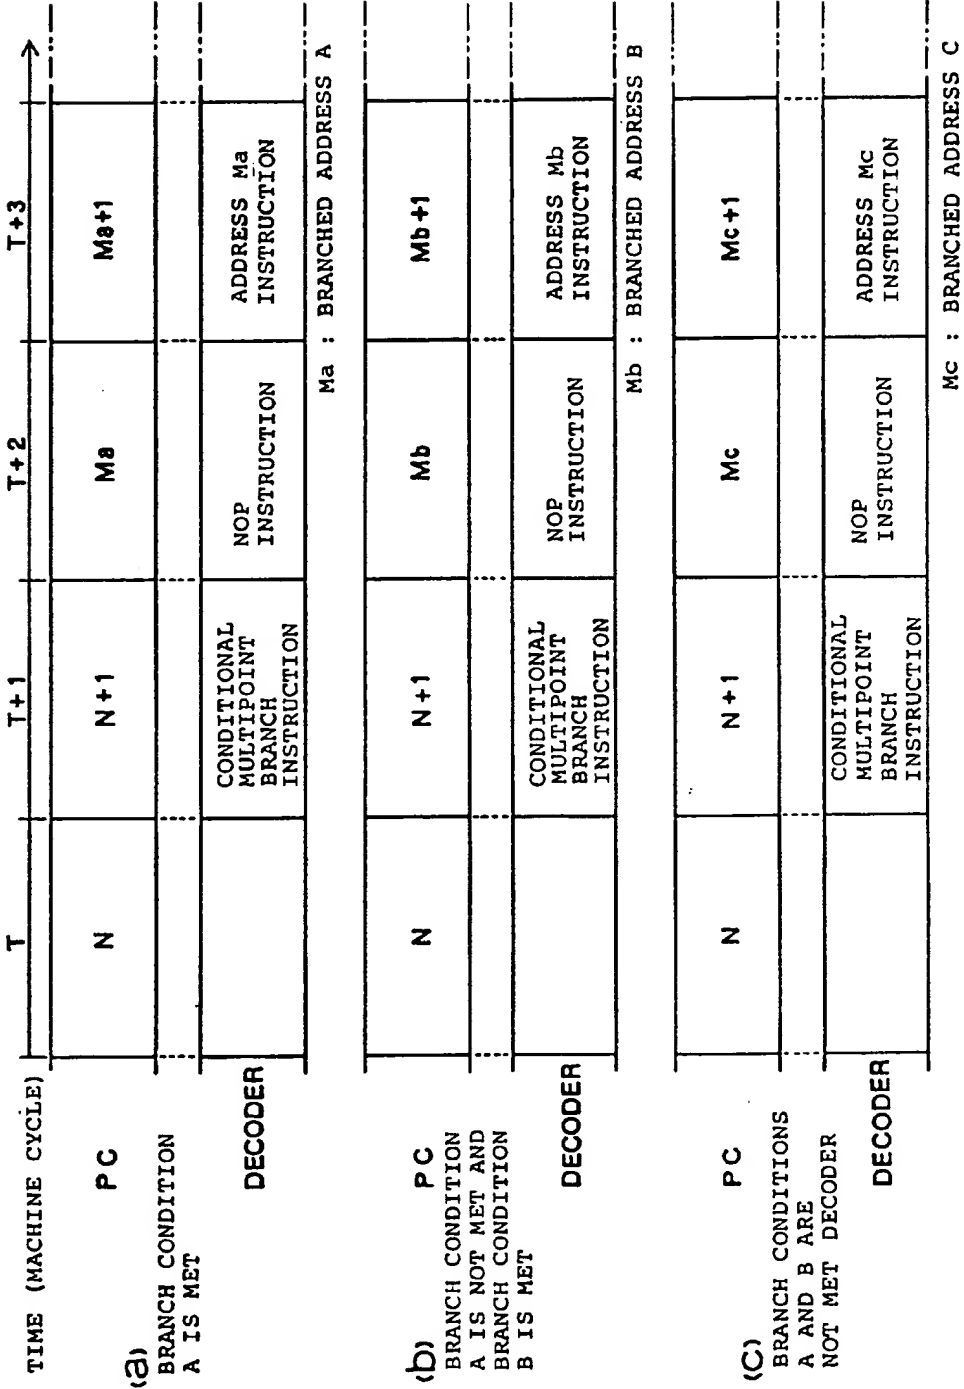 TIME (MACHINE CYCLE)
T
T+1
T+2
T+3
(a)
BRANCH CONDITION
A IS MET
PC
N
N+1
Ma
Ma+1
DECODER
CONDITIONAL
MULTIPOINT
BRANCH
INSTRUCTION
NOP
INSTRUCTION
ADDRESS Ma
INSTRUCTION
Ma : BRANCHED ADDRESS A
(b)
BRANCH CONDITION
A IS NOT MET AND
BRANCH CONDITION
B IS MET
PC
N
N+1
Mb
Mb+1
DECODER
CONDITIONAL
MULTIPOINT
BRANCH
INSTRUCTION
NOP
INSTRUCTION
ADDRESS Mb
INSTRUCTION
Mb : BRANCHED ADDRESS B
(C)
BRANCH CONDITIONS
A AND B ARE
NOT MET DECODER
PC
N
N+1
Mc
Mc+1
DECODER
CONDITIONAL
MULTIPOINT
BRANCH
INSTRUCTION
NOP
INSTRUCTION
ADDRESS Mc
INSTRUCTION
Mc : BRANCHED ADDRESS C